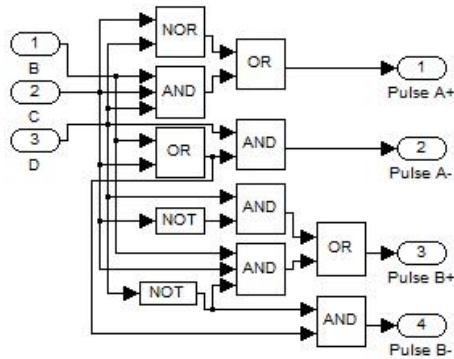 NOR
1
B
OR
1
Pulse A+
2
C
AND
3
D
OR
AND
2
Pulse A-
AND
NOT
OR
3
Pulse B+
AND
NOT
AND
4
Pulse B-